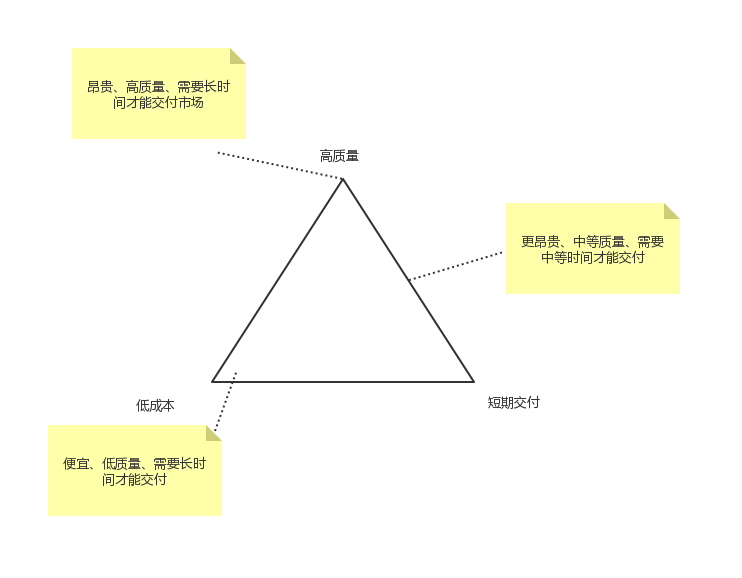 昂贵、高质量、需要长时
间才能交付市场
高质量
更昂贵、中等质量、需要
中等时间才能交付
低成本
短期交付
便宜、低质量、需要长时
间才能交付